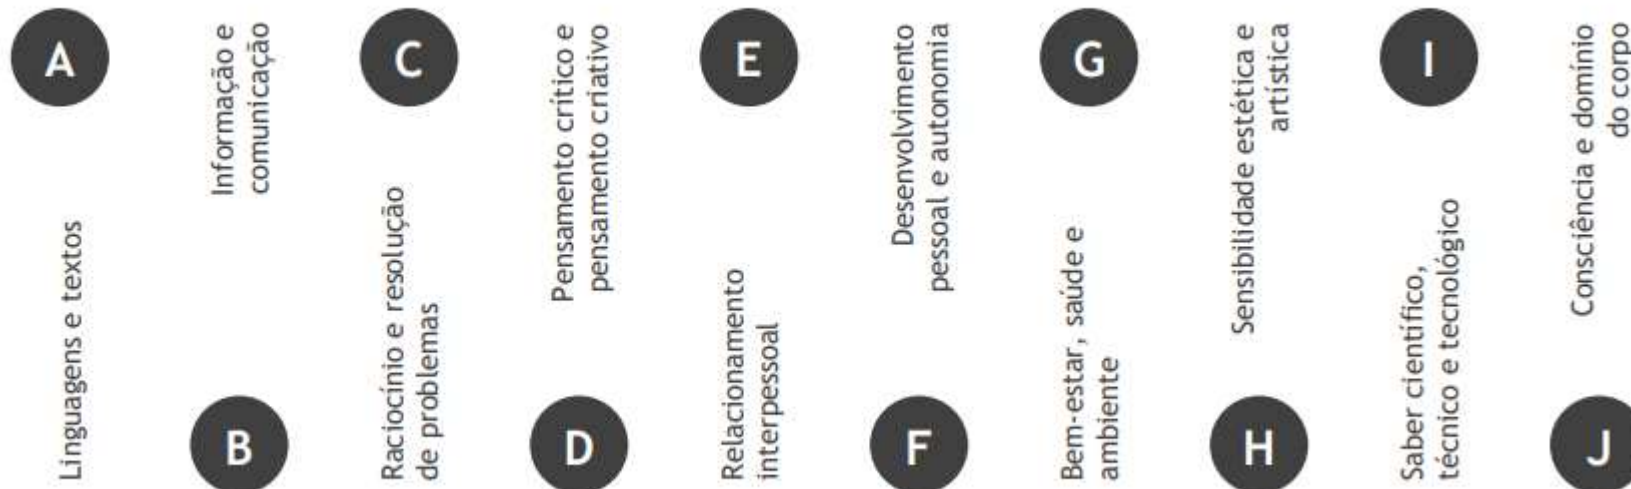 A
Linguagens e textos
B
Informação e
comunicação
C
Raciocínio e resolução
de problemas
D
Pensamento crítico e
pensamento criativo
E
Relacionamento
interpessoal
F
Desenvolvimento
pessoal e autonomia
G
Bem-estar, saúde e
ambiente
H
Sensibilidade estética e
artística
I
Saber científico,
técnico e tecnológico
J
Consciência e domínio
do corpo